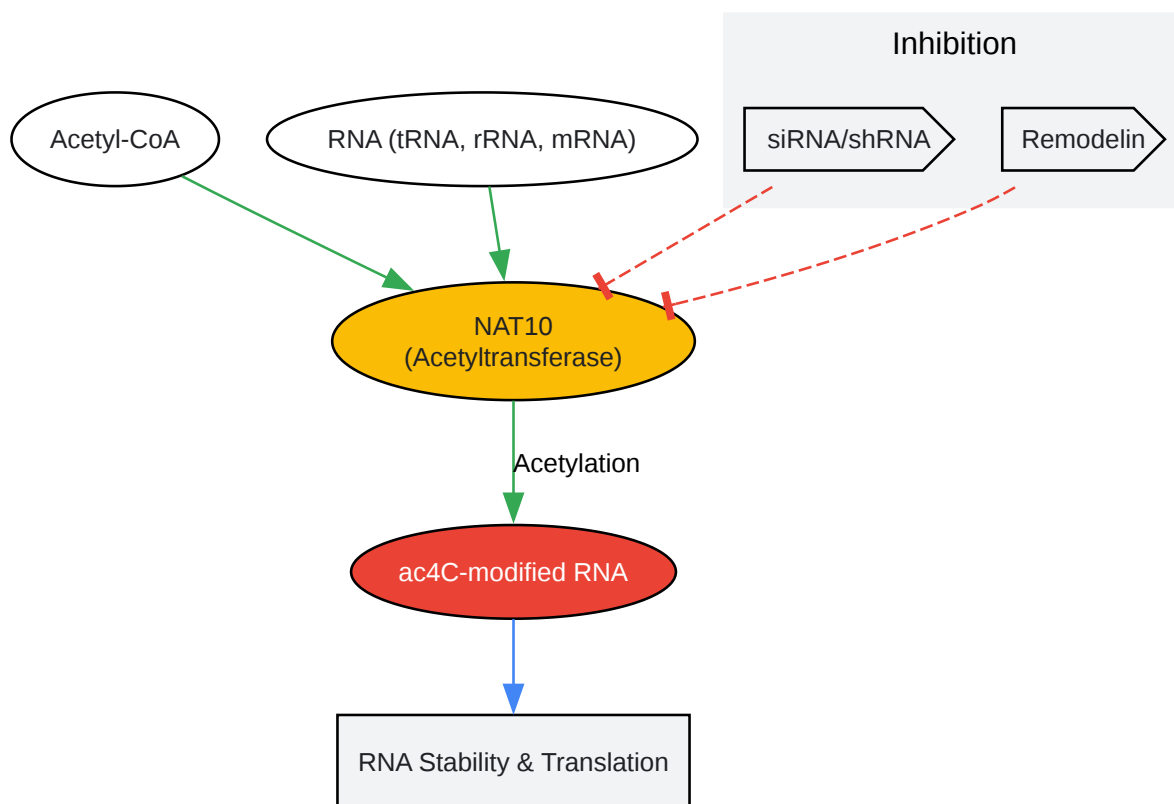 Inhibition
Acetyl-CoA
RNA (tRNA, rRNA, mRNA)
siRNA/shRNA
Remodelin
NAT10
(Acetyltransferase)
Acetylation
ac4C-modified RNA
RNA Stability & Translation